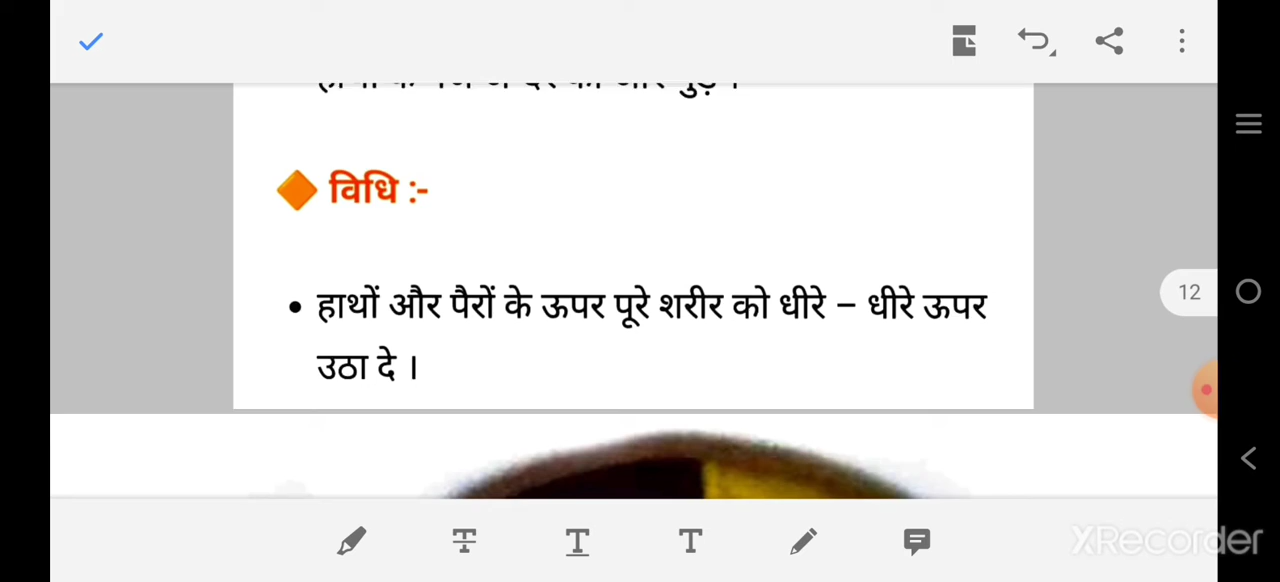 विधि :-
• हाथों और पैरों के ऊपर पूरे शरीर को धीरे – धीरे ऊपर
उठा दे ।
12
T
T
T
XRecorder